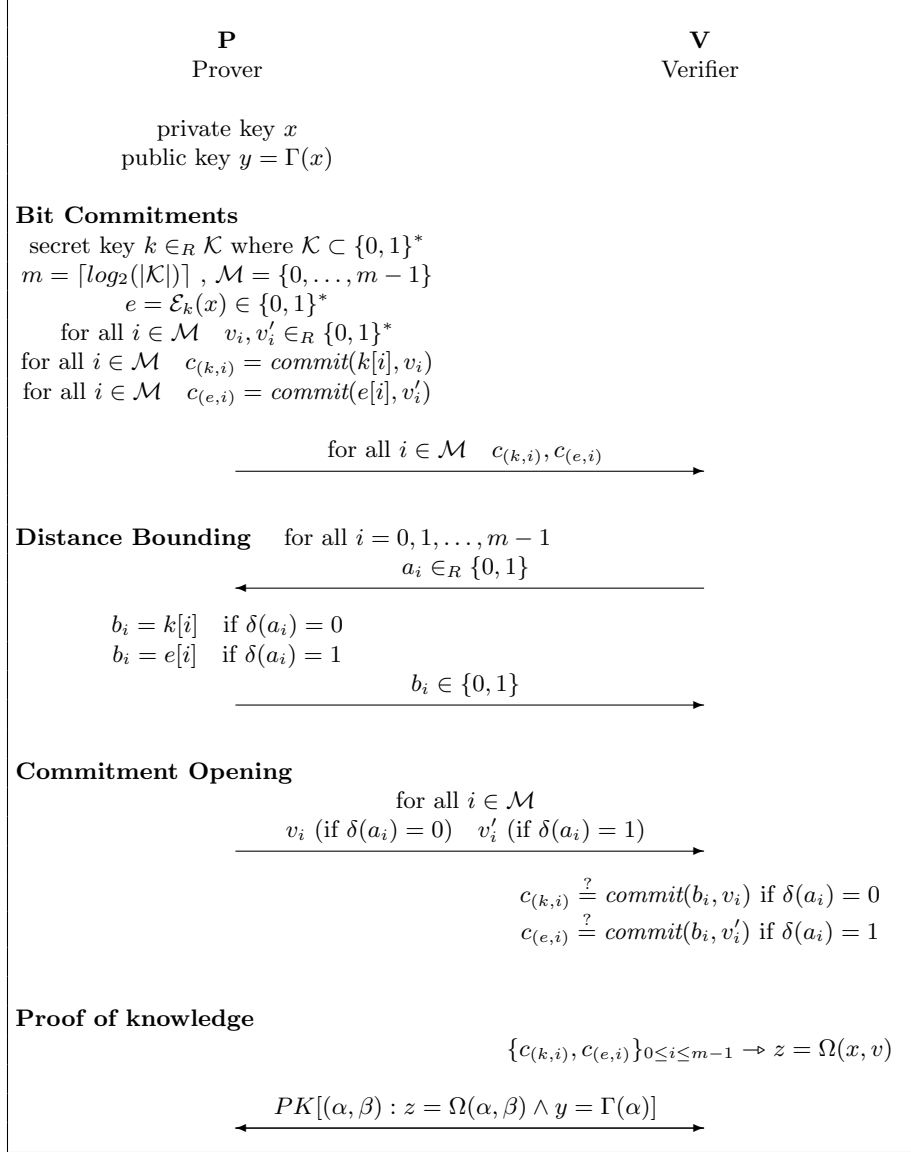 P V
Prover Verifier
private key x
public key y = Γ(x)
Bit Commitments
secret key k ∈_R 𝒦 where 𝒦 ⊂ {0, 1}*
m = ⌈log₂(|𝒦|)⌉ , ℳ = {0, . . . , m − 1}
e = ℰ_k(x) ∈ {0, 1}*
for all i ∈ ℳ v_i, v′_i ∈_R {0, 1}*
for all i ∈ ℳ c_(k,i) = commit(k[i], v_i)
for all i ∈ ℳ c_(e,i) = commit(e[i], v′_i)
for all i ∈ ℳ c_(k,i), c_(e,i)
Distance Bounding for all i = 0, 1, . . . , m − 1
a_i ∈_R {0, 1}
b_i = k[i] if δ(a_i) = 0
b_i = e[i] if δ(a_i) = 1
b_i ∈ {0, 1}
Commitment Opening
for all i ∈ ℳ
v_i (if δ(a_i) = 0) v′_i (if δ(a_i) = 1)
c_(k,i) ≟ commit(b_i, v_i) if δ(a_i) = 0
c_(e,i) ≟ commit(b_i, v′_i) if δ(a_i) = 1
Proof of knowledge
{c_(k,i), c_(e,i)}_0≤i≤m−1 ⇾ z = Ω(x, v)
PK[(α, β) : z = Ω(α, β) ∧ y = Γ(α)]